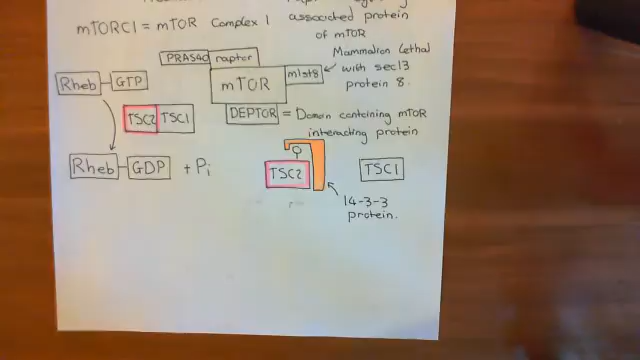 mTORC1 = mTOR Complex 1 associated protein
of mTOR
PRAS40 raptor
Mammalian Lethal
with sec13
protein 8.
mlst8
mTOR
Rheb GTP
DEPTOR = Domain containing mTOR
interacting protein
TSC2 TSC1
Rheb GDP + Pi
P
TSC2
TSC1
14-3-3
protein.